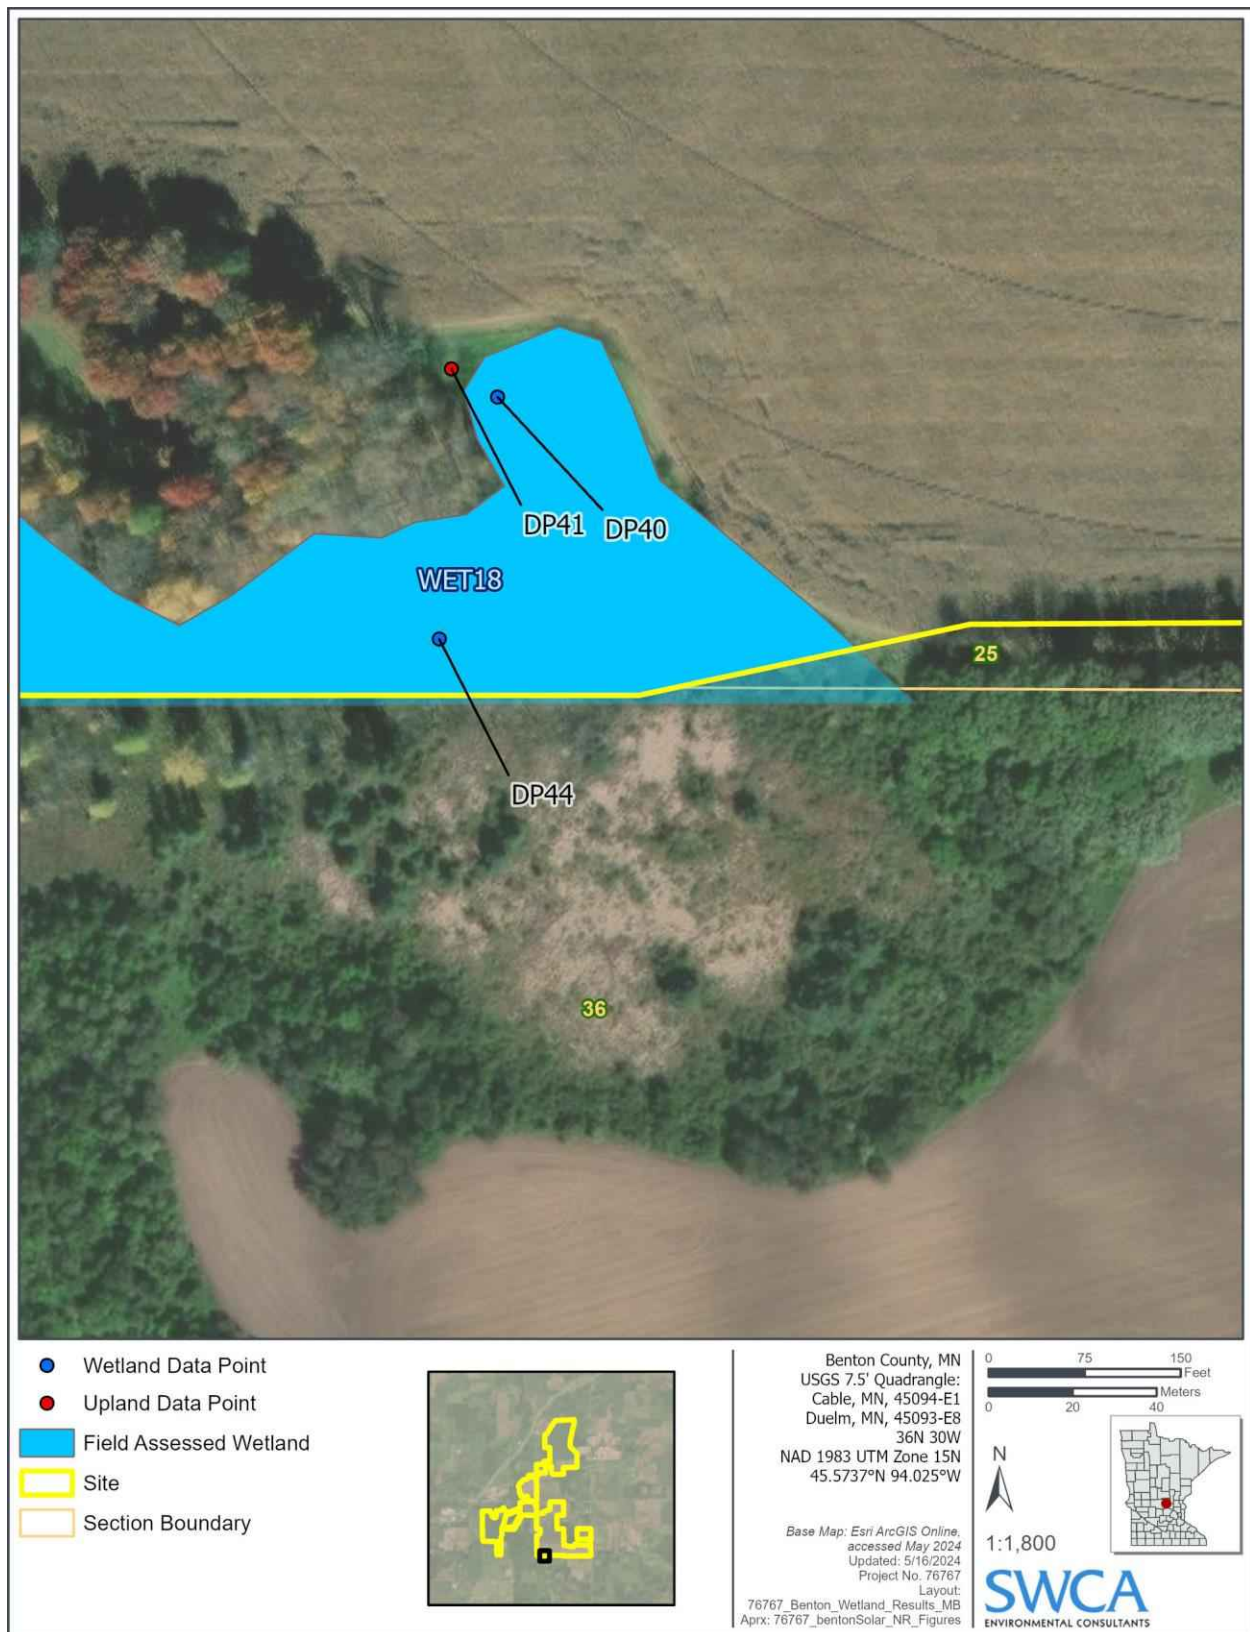 DP41
DP40
WET18
25
DP44
36
Wetland Data Point
Upland Data Point
Field Assessed Wetland
Site
Section Boundary
Benton County, MN
USGS 7.5' Quadrangle:
Cable, MN, 45094-E1
Duelm, MN, 45093-E8
36N 30W
NAD 1983 UTM Zone 15N
45.5737°N 94.025°W
Base Map: Esri ArcGIS Online,
accessed May 2024
Updated: 5/16/2024
Project No. 76767
Layout:
76767_Benton_Wetland_Results_MB
Aprx: 76767_bentonSolar_NR_Figures
0 75 150
Feet
Meters
0 20 40
N
1:1,800
SWCA
ENVIRONMENTAL CONSULTANTS